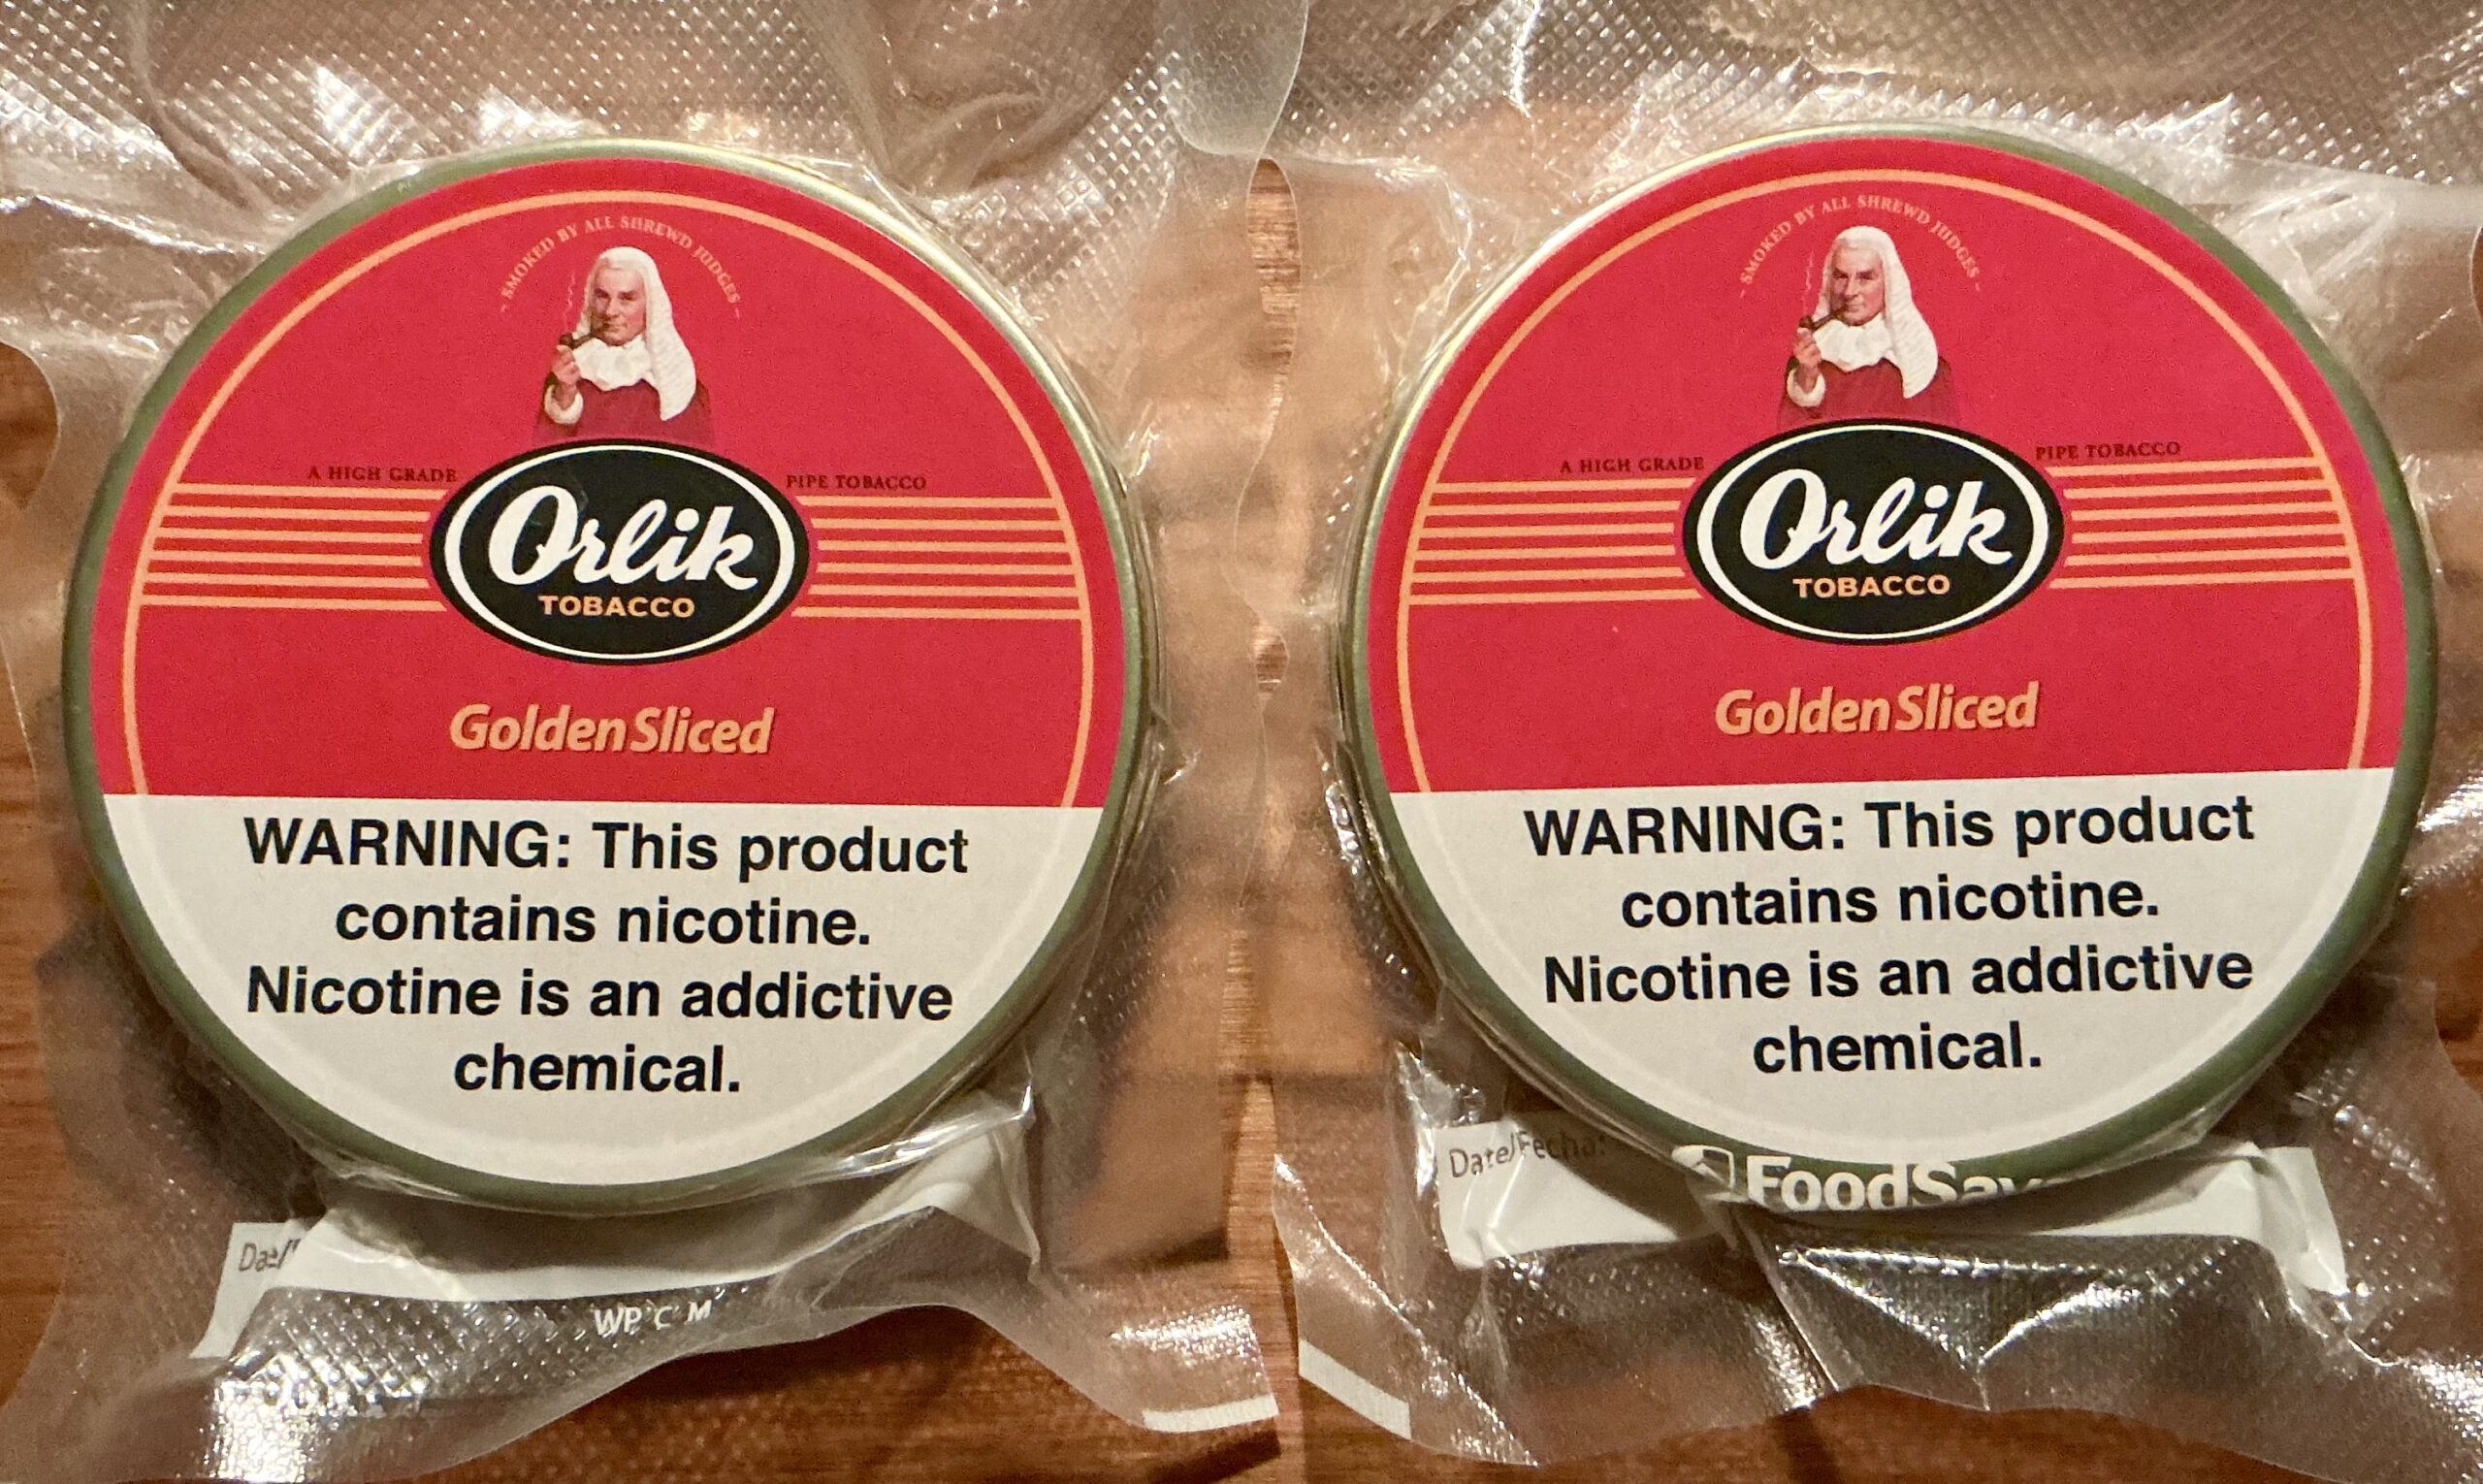 ~ SMOKED BY ALL SHREWD JUDGES ~
A HIGH GRADE
PIPE TOBACCO
Orlik
TOBACCO
Golden Sliced
WARNING: This product
contains nicotine.
Nicotine is an addictive
chemical.
WP C M
~ SMOKED BY ALL SHREWD JUDGES ~
A HIGH GRADE
PIPE TOBACCO
Orlik
TOBACCO
Golden Sliced
WARNING: This product
contains nicotine.
Nicotine is an addictive
chemical.
Date/Fecha:
FoodSav